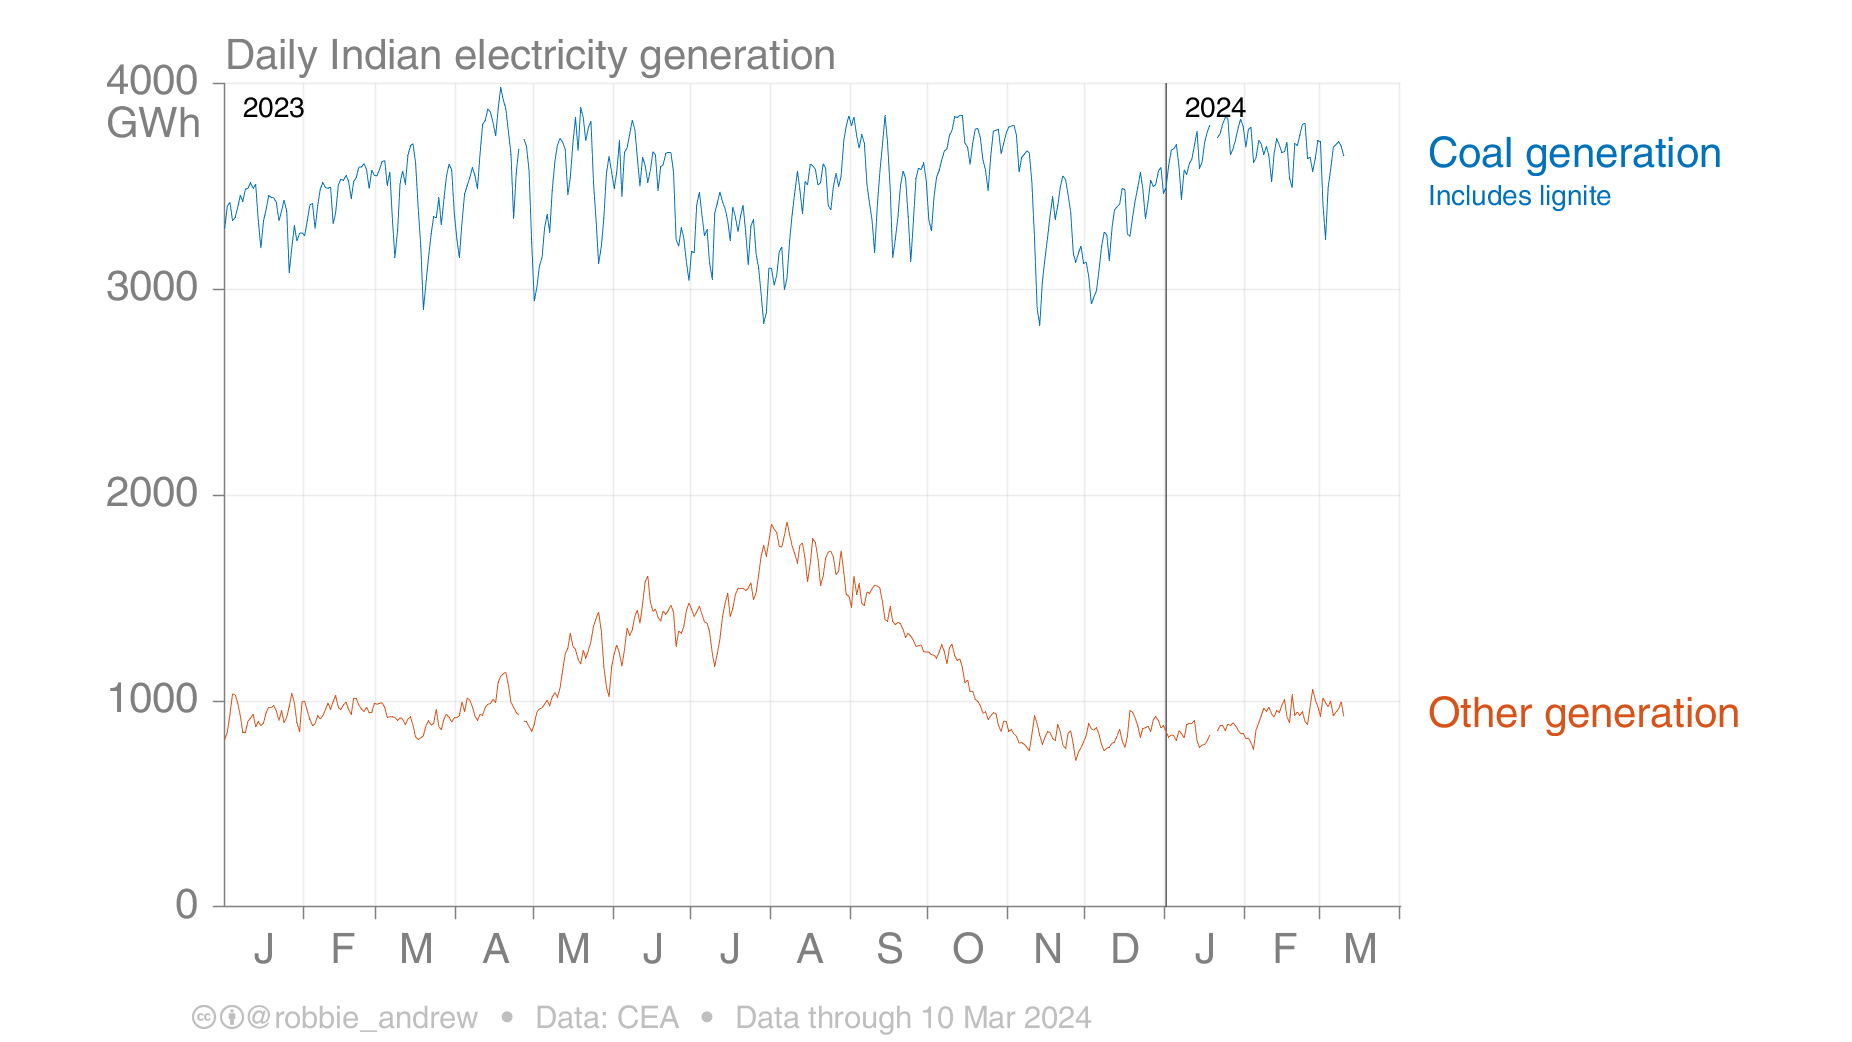 Daily Indian electricity generation
4000
GWh
2023
2024
Coal generation
Includes lignite
3000
2000
1000
Other generation
0
J F M A M J J A S O N D J F M
cc @robbie_andrew • Data: CEA • Data through 10 Mar 2024